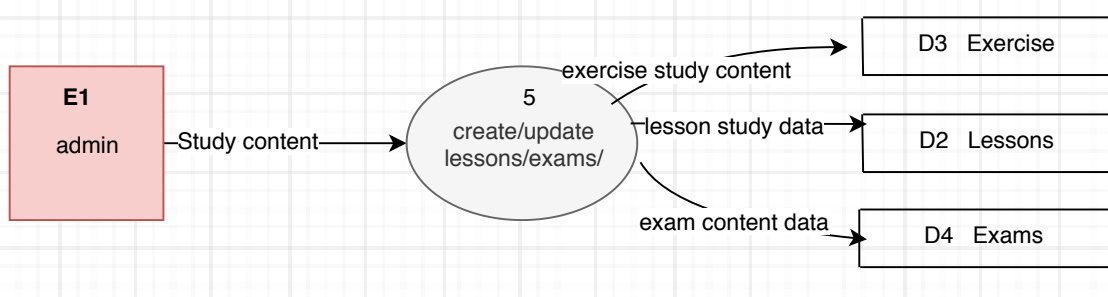 E1
admin
Study content
5
create/update
lessons/exams/
exercise study content
lesson study data
exam content data
D3 Exercise
D2 Lessons
D4 Exams